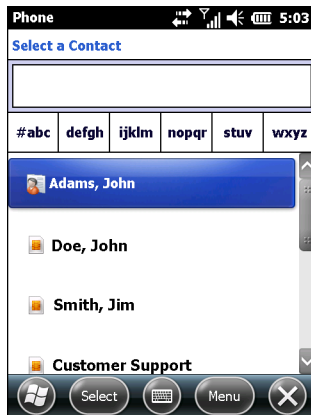 Phone 5:03
Select a Contact
#abc defgh ijklm nopqr stuv wxyz
Adams, John
Doe, John
Smith, Jim
Customer Support
Select Menu